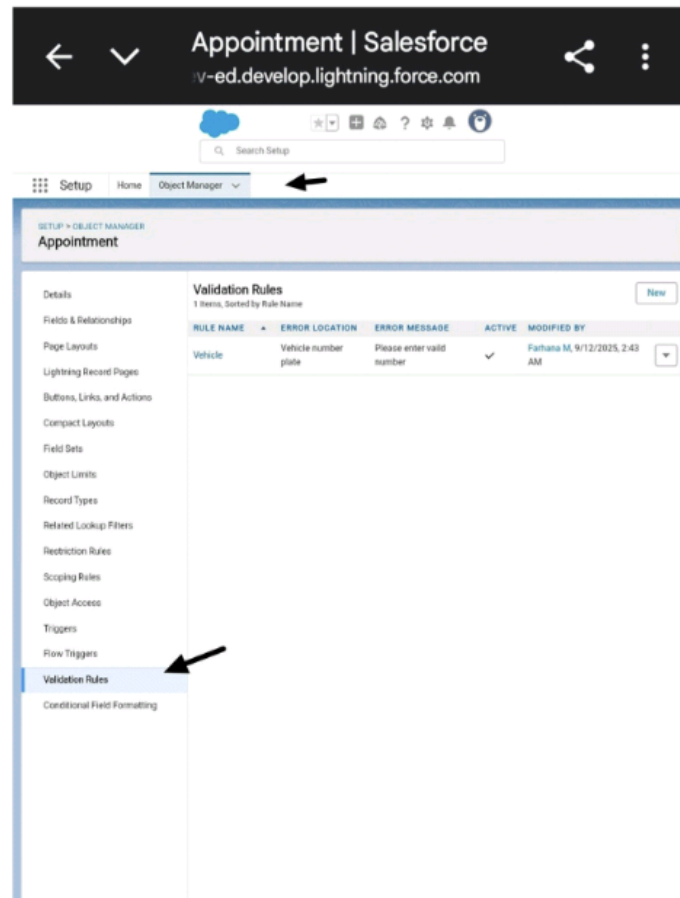 Appointment | Salesforce
v-ed.develop.lightning.force.com
Search Setup
Setup Home Object Manager
SETUP > OBJECT MANAGER
Appointment
Details
Fields & Relationships
Page Layouts
Lightning Record Pages
Buttons, Links, and Actions
Compact Layouts
Field Sets
Object Limits
Record Types
Related Lookup Filters
Restriction Rules
Scoping Rules
Object Access
Triggers
Flow Triggers
Validation Rules
Conditional Field Formatting
Validation Rules
1 Items, Sorted by Rule Name
New
RULE NAME ERROR LOCATION ERROR MESSAGE ACTIVE MODIFIED BY
Vehicle Vehicle number Please enter vaild Farhana M, 9/12/2025, 2:43
plate number AM